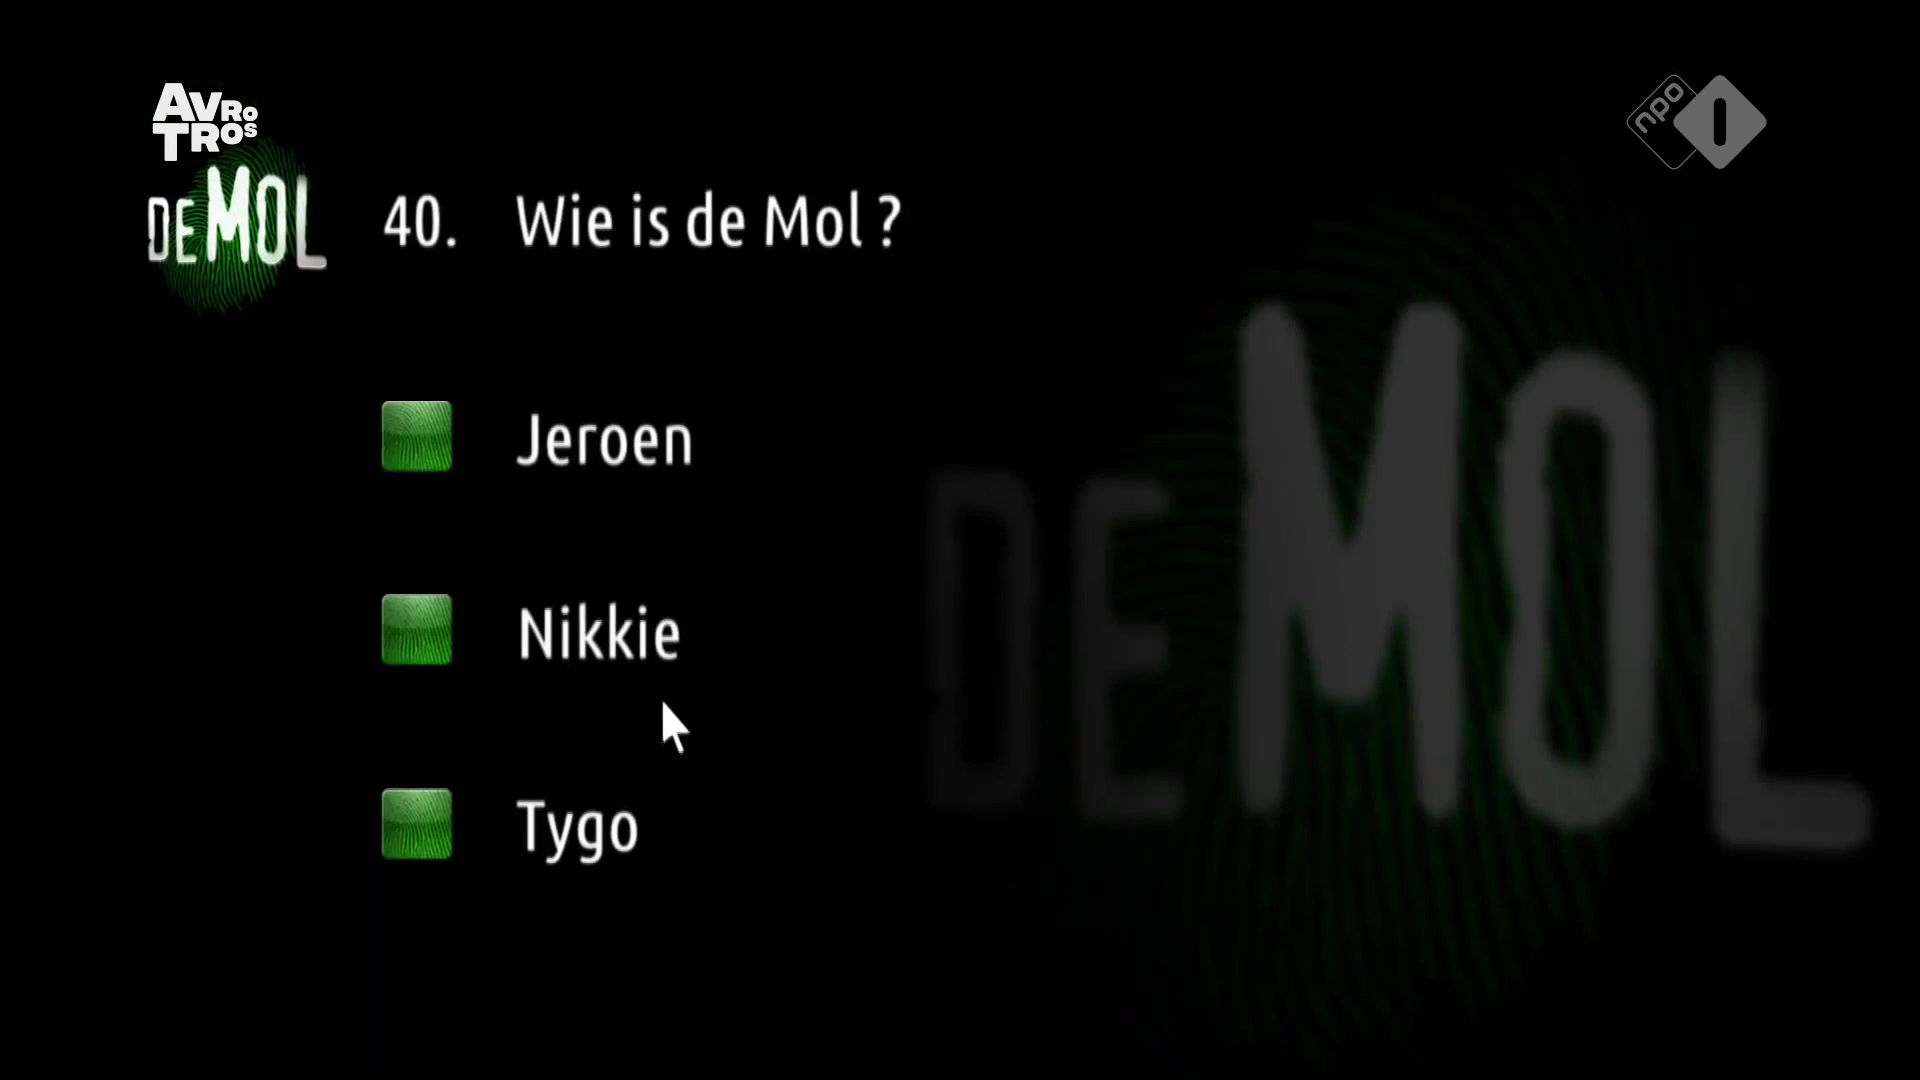 AVRO
TROS
npo 1
DE MOL
40. Wie is de Mol ?
Jeroen
Nikkie
Tygo
DE MOL